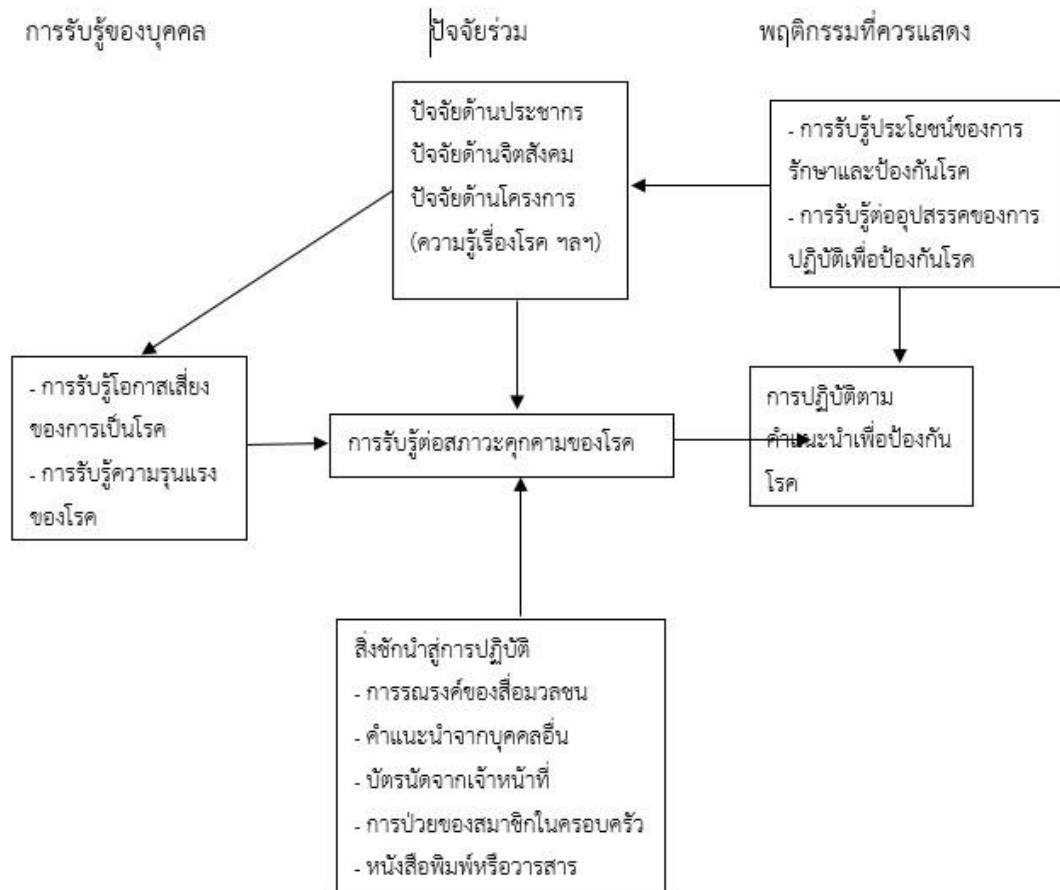 การรับรู้ของบุคคล
ปัจจัยร่วม
พฤติกรรมที่ควรแสดง
ปัจจัยด้านประชากร
ปัจจัยด้านจิตสังคม
ปัจจัยด้านโครงการ
(ความรู้เรื่องโรค ฯลฯ)
- การรับรู้ประโยชน์ของการ
รักษาและป้องกันโรค
- การรับรู้ต่ออุปสรรคของการ
ปฏิบัติเพื่อป้องกันโรค
- การรับรู้โอกาสเสี่ยง
ของการเป็นโรค
- การรับรู้ความรุนแรง
ของโรค
การรับรู้ต่อสภาวะคุกคามของโรค
การปฏิบัติตาม
คำแนะนำเพื่อป้องกัน
โรค
สิ่งชักนำสู่การปฏิบัติ
- การรณรงค์ของสื่อมวลชน
- คำแนะนำจากบุคคลอื่น
- บัตรนัดจากเจ้าหน้าที่
- การป่วยของสมาชิกในครอบครัว
- หนังสือพิมพ์หรือวารสาร